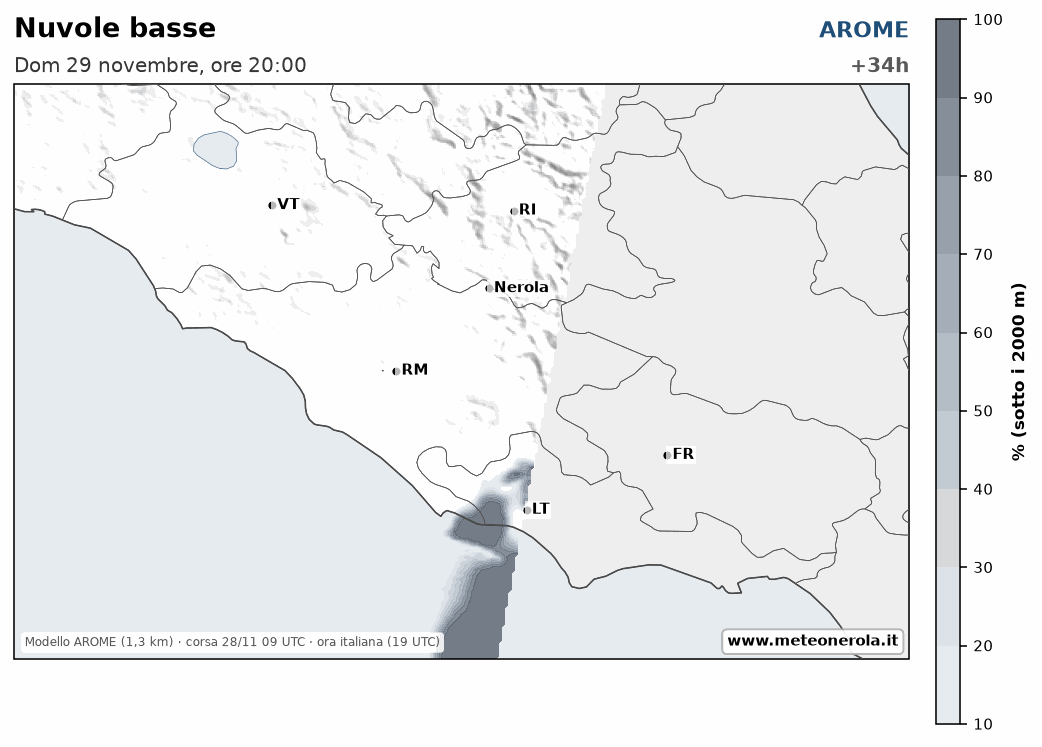 Nuvole basse
AROME
Dom 29 novembre, ore 20:00
+34h
VT
RI
Nerola
RM
FR
LT
Modello AROME (1,3 km) · corsa 28/11 09 UTC · ora italiana (19 UTC)
www.meteonerola.it
100
90
80
70
60
50
40
30
20
10
% (sotto i 2000 m)